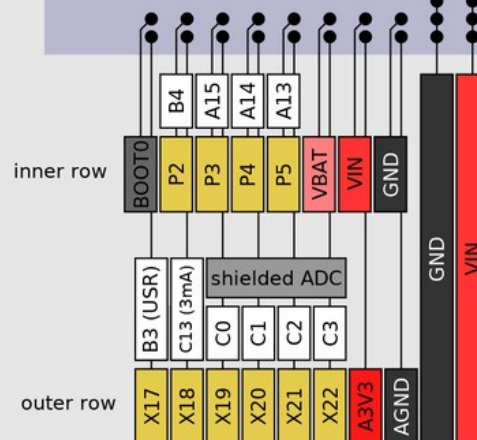 B4 A15 A14 A13
inner row BOOT0 P2 P3 P4 P5 VBAT VIN GND
GND VIN
B3 (USR) C13 (3mA) shielded ADC
C0 C1 C2 C3
outer row X17 X18 X19 X20 X21 X22 A3V3 AGND